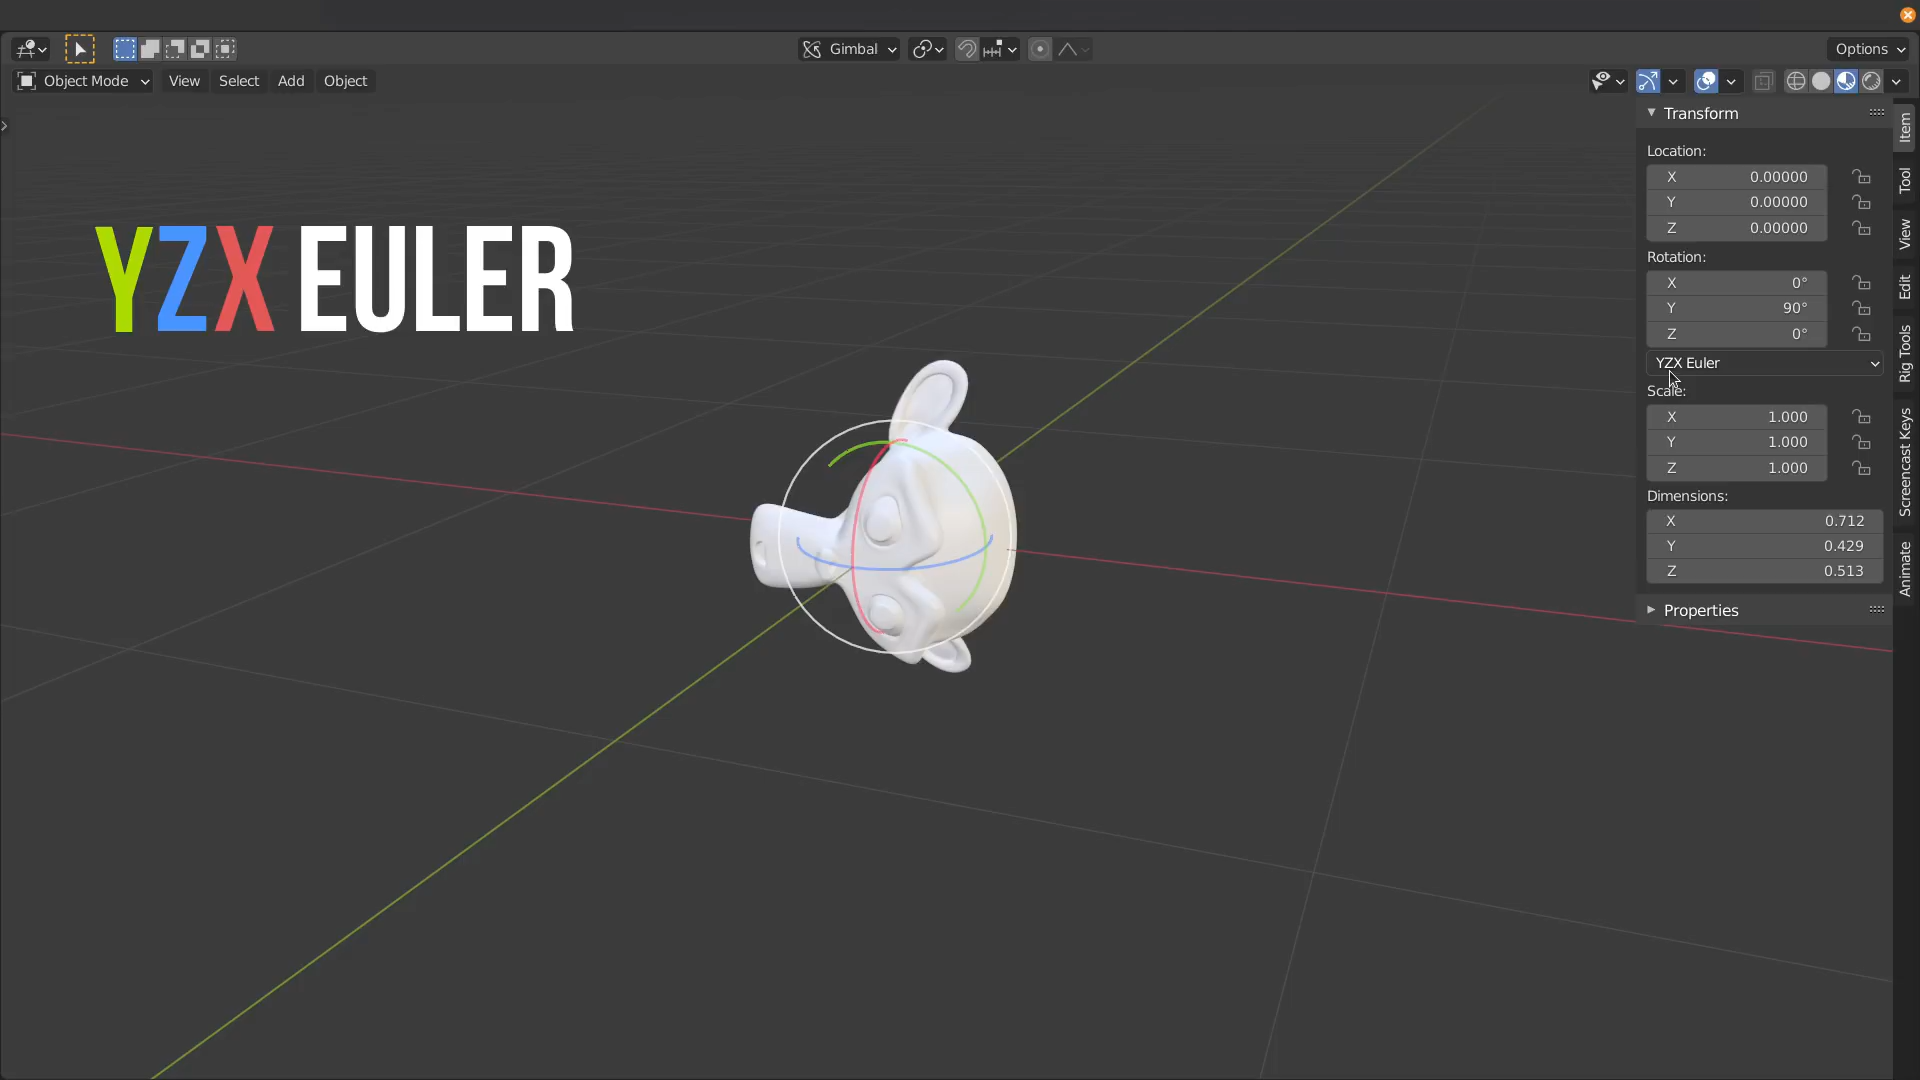 Gimbal
Options
Object Mode
View
Select
Add
Object
Transform
Location:
X 0.00000
Y 0.00000
Z 0.00000
Rotation:
X 0°
Y 90°
Z 0°
YZX Euler
Scale:
X 1.000
Y 1.000
Z 1.000
Dimensions:
X 0.712
Y 0.429
Z 0.513
Properties
Item
Tool
View
Edit
Rig Tools
Screencast Keys
Animate
YZX EULER